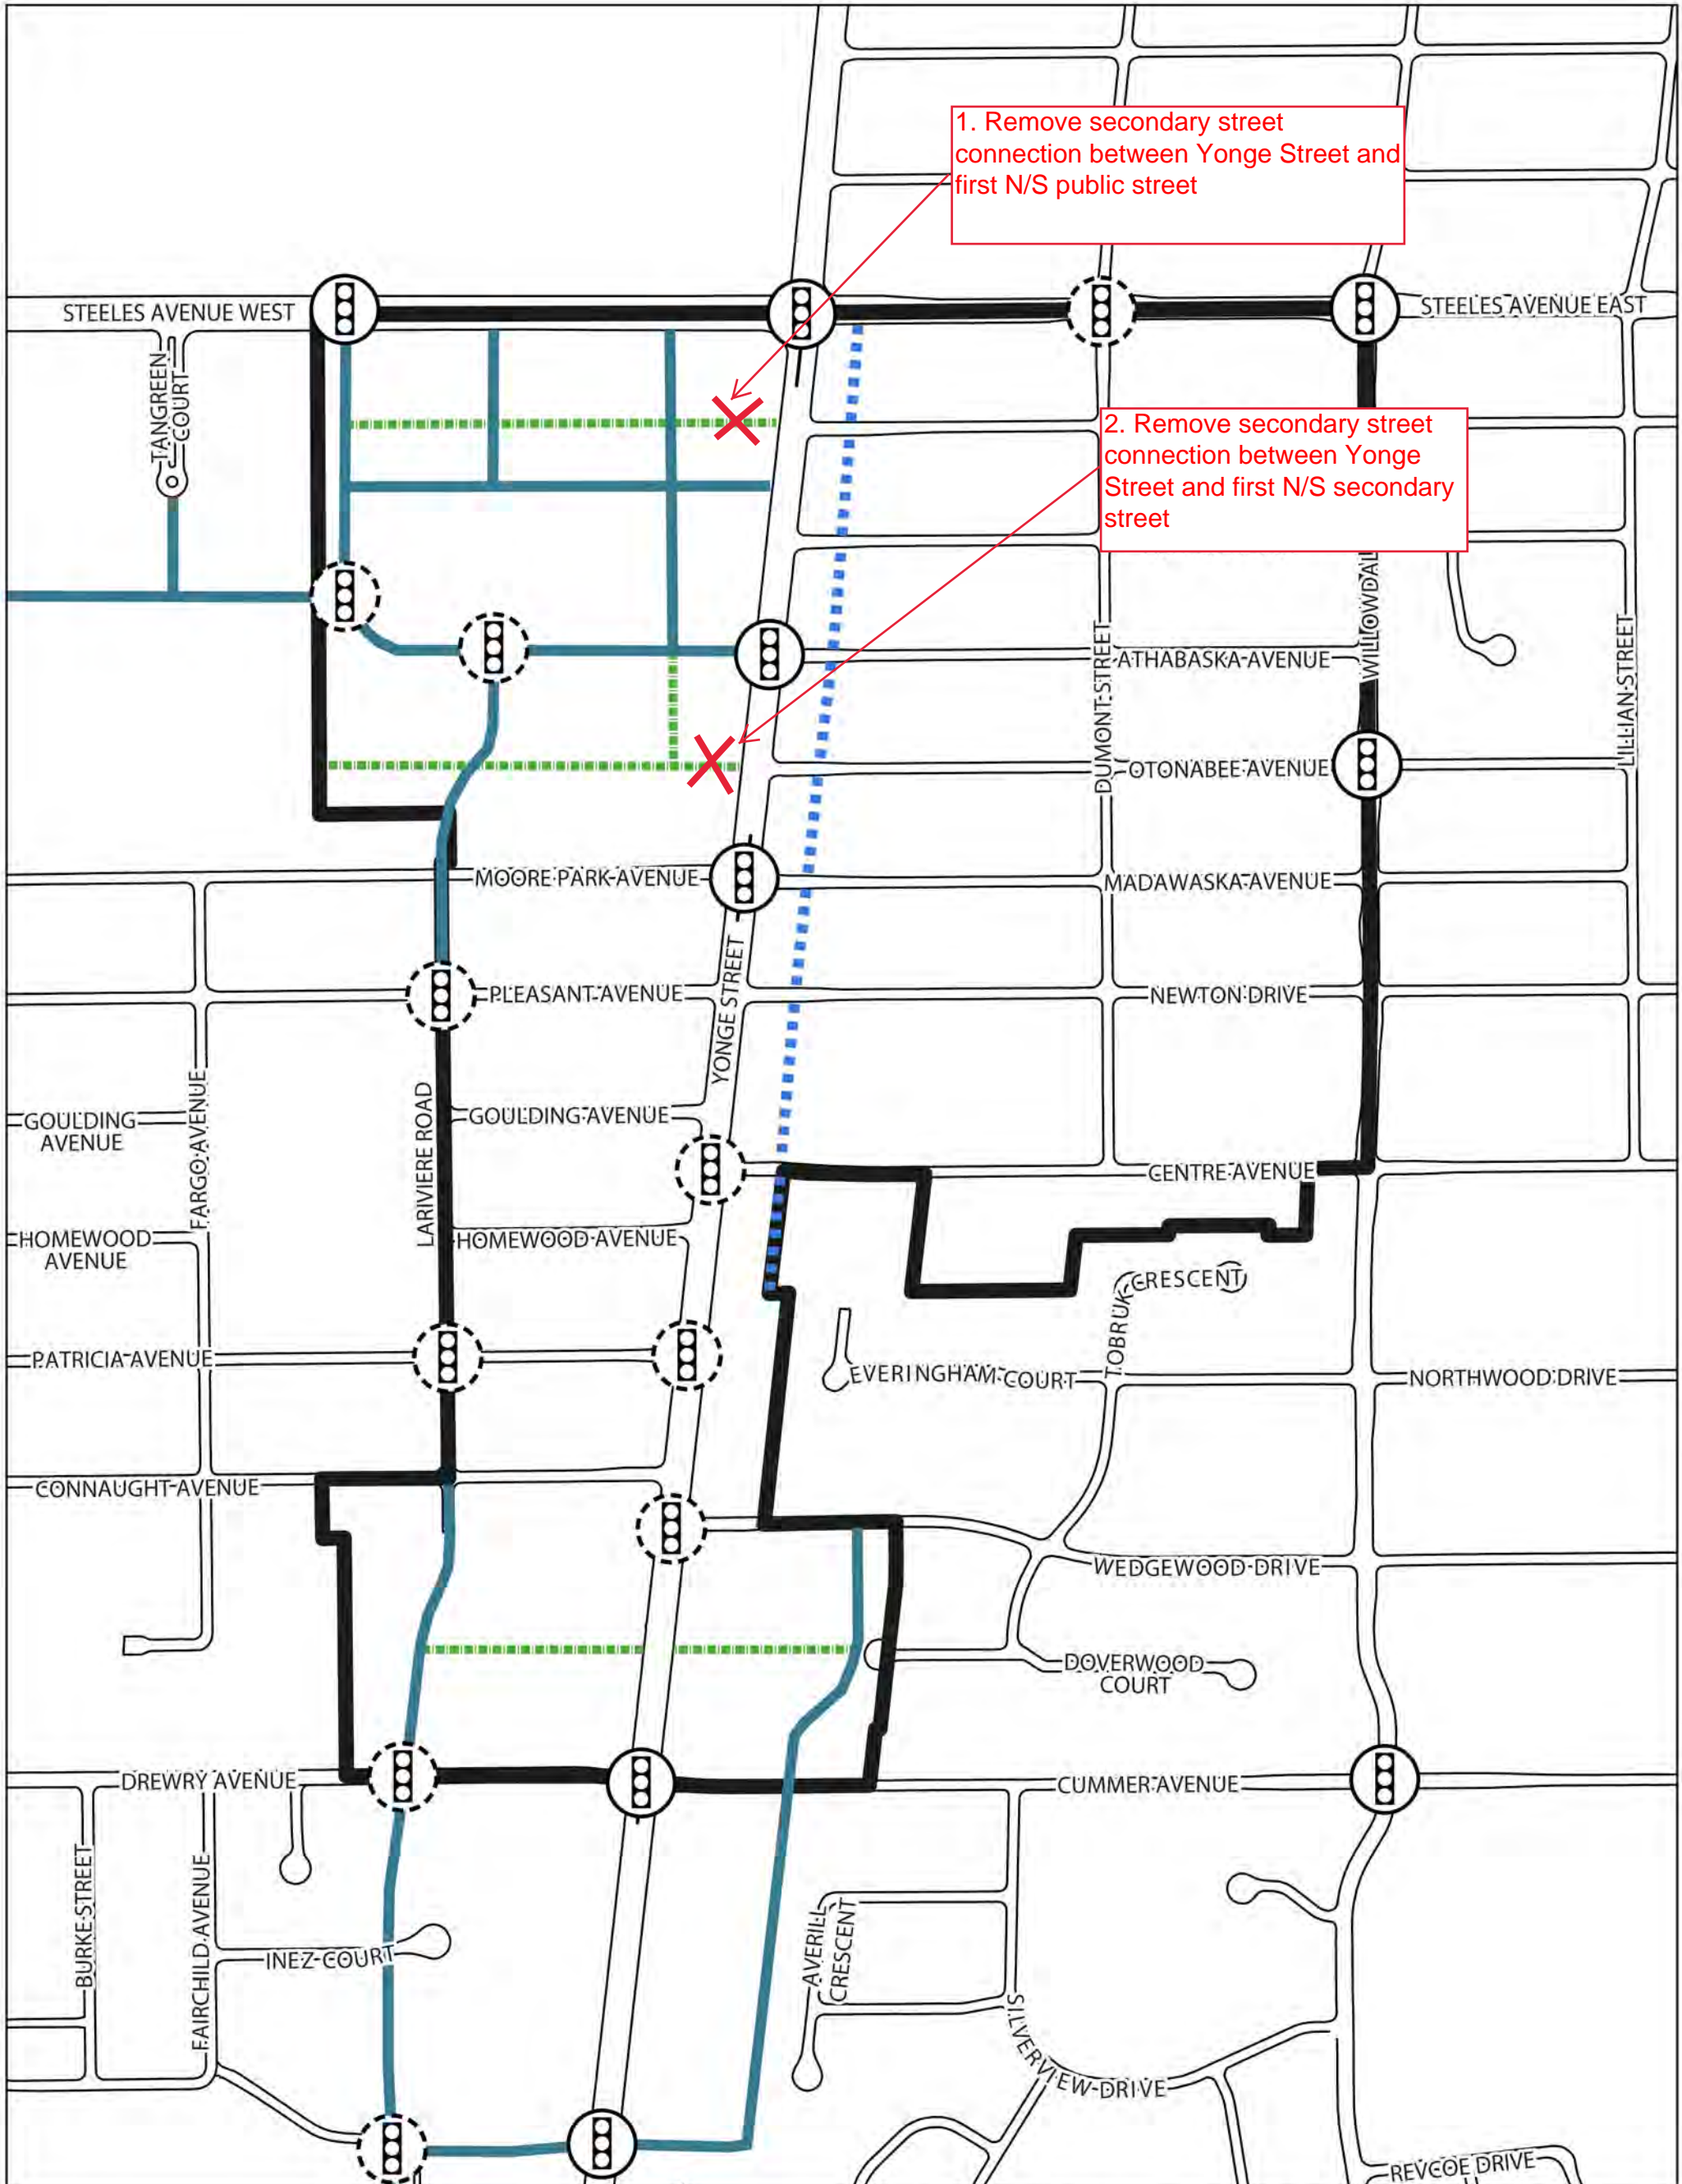 1. Remove secondary street
connection between Yonge Street and
first N/S public street
STEELES AVENUE WEST
STEELES AVENUE EAST
TANGREEN
COURT
2. Remove secondary street
connection between Yonge
Street and first N/S secondary
street
WILLOWDAL
DUMONT STREET
ATHABASKA AVENUE
LILLIAN STREET
OTONABEE AVENUE
MOORE PARK AVENUE
MADAWASKA AVENUE
YONGE STREET
PLEASANT AVENUE
NEWTON DRIVE
FARGO AVENUE
LARIVIERE ROAD
GOULDING
AVENUE
GOULDING AVENUE
CENTRE AVENUE
HOMEWOOD
AVENUE
HOMEWOOD AVENUE
TOBRUK CRESCENT
PATRICIA AVENUE
EVERINGHAM COURT
NORTHWOOD DRIVE
CONNAUGHT AVENUE
WEDGEWOOD DRIVE
DOVERWOOD
COURT
DREWRY AVENUE
CUMMER AVENUE
BURKE STREET
FAIRCHILD AVENUE
INEZ COURT
AVERILL
CRESCENT
SILVERVIEW DRIVE
REVCOE DRIVE